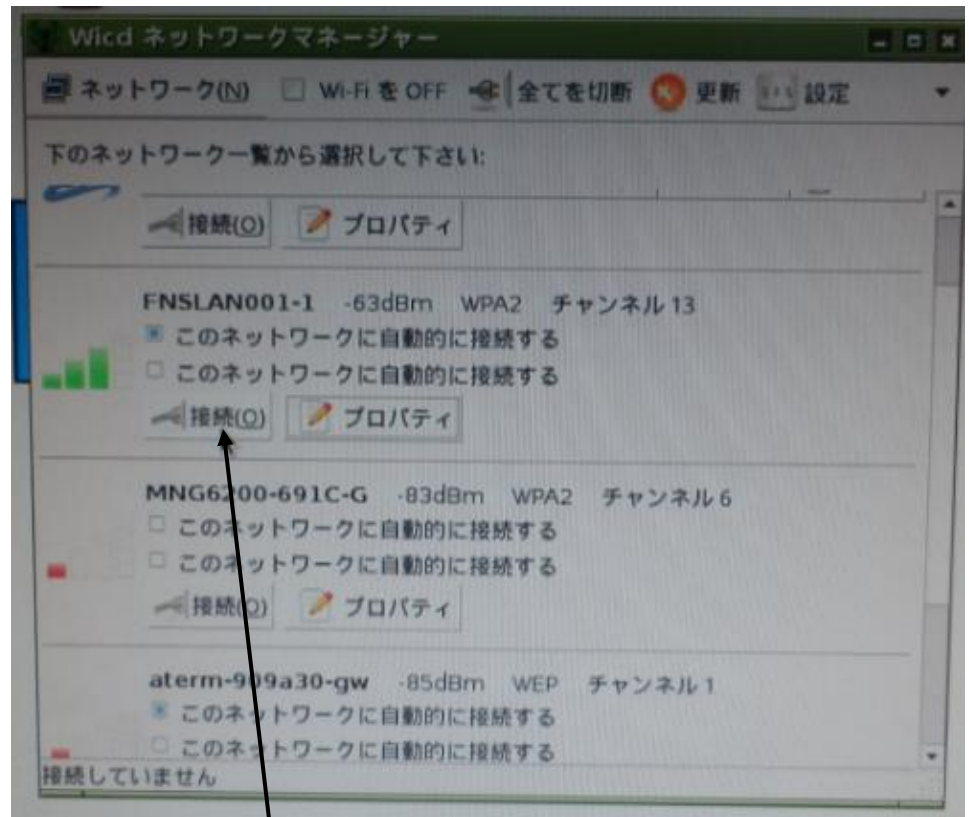 Wicd ネットワークマネージャー
ネットワーク(N) Wi-Fi を OFF 全てを切断 更新 設定
下のネットワーク一覧から選択して下さい:
接続(O) プロパティ
FNSLAN001-1 -63dBm WPA2 チャンネル 13
このネットワークに自動的に接続する
このネットワークに自動的に接続する
接続(O) プロパティ
MNG6200-691C-G -83dBm WPA2 チャンネル 6
このネットワークに自動的に接続する
このネットワークに自動的に接続する
接続(O) プロパティ
aterm-909a30-gw -85dBm WEP チャンネル 1
このネットワークに自動的に接続する
このネットワークに自動的に接続する
接続していません